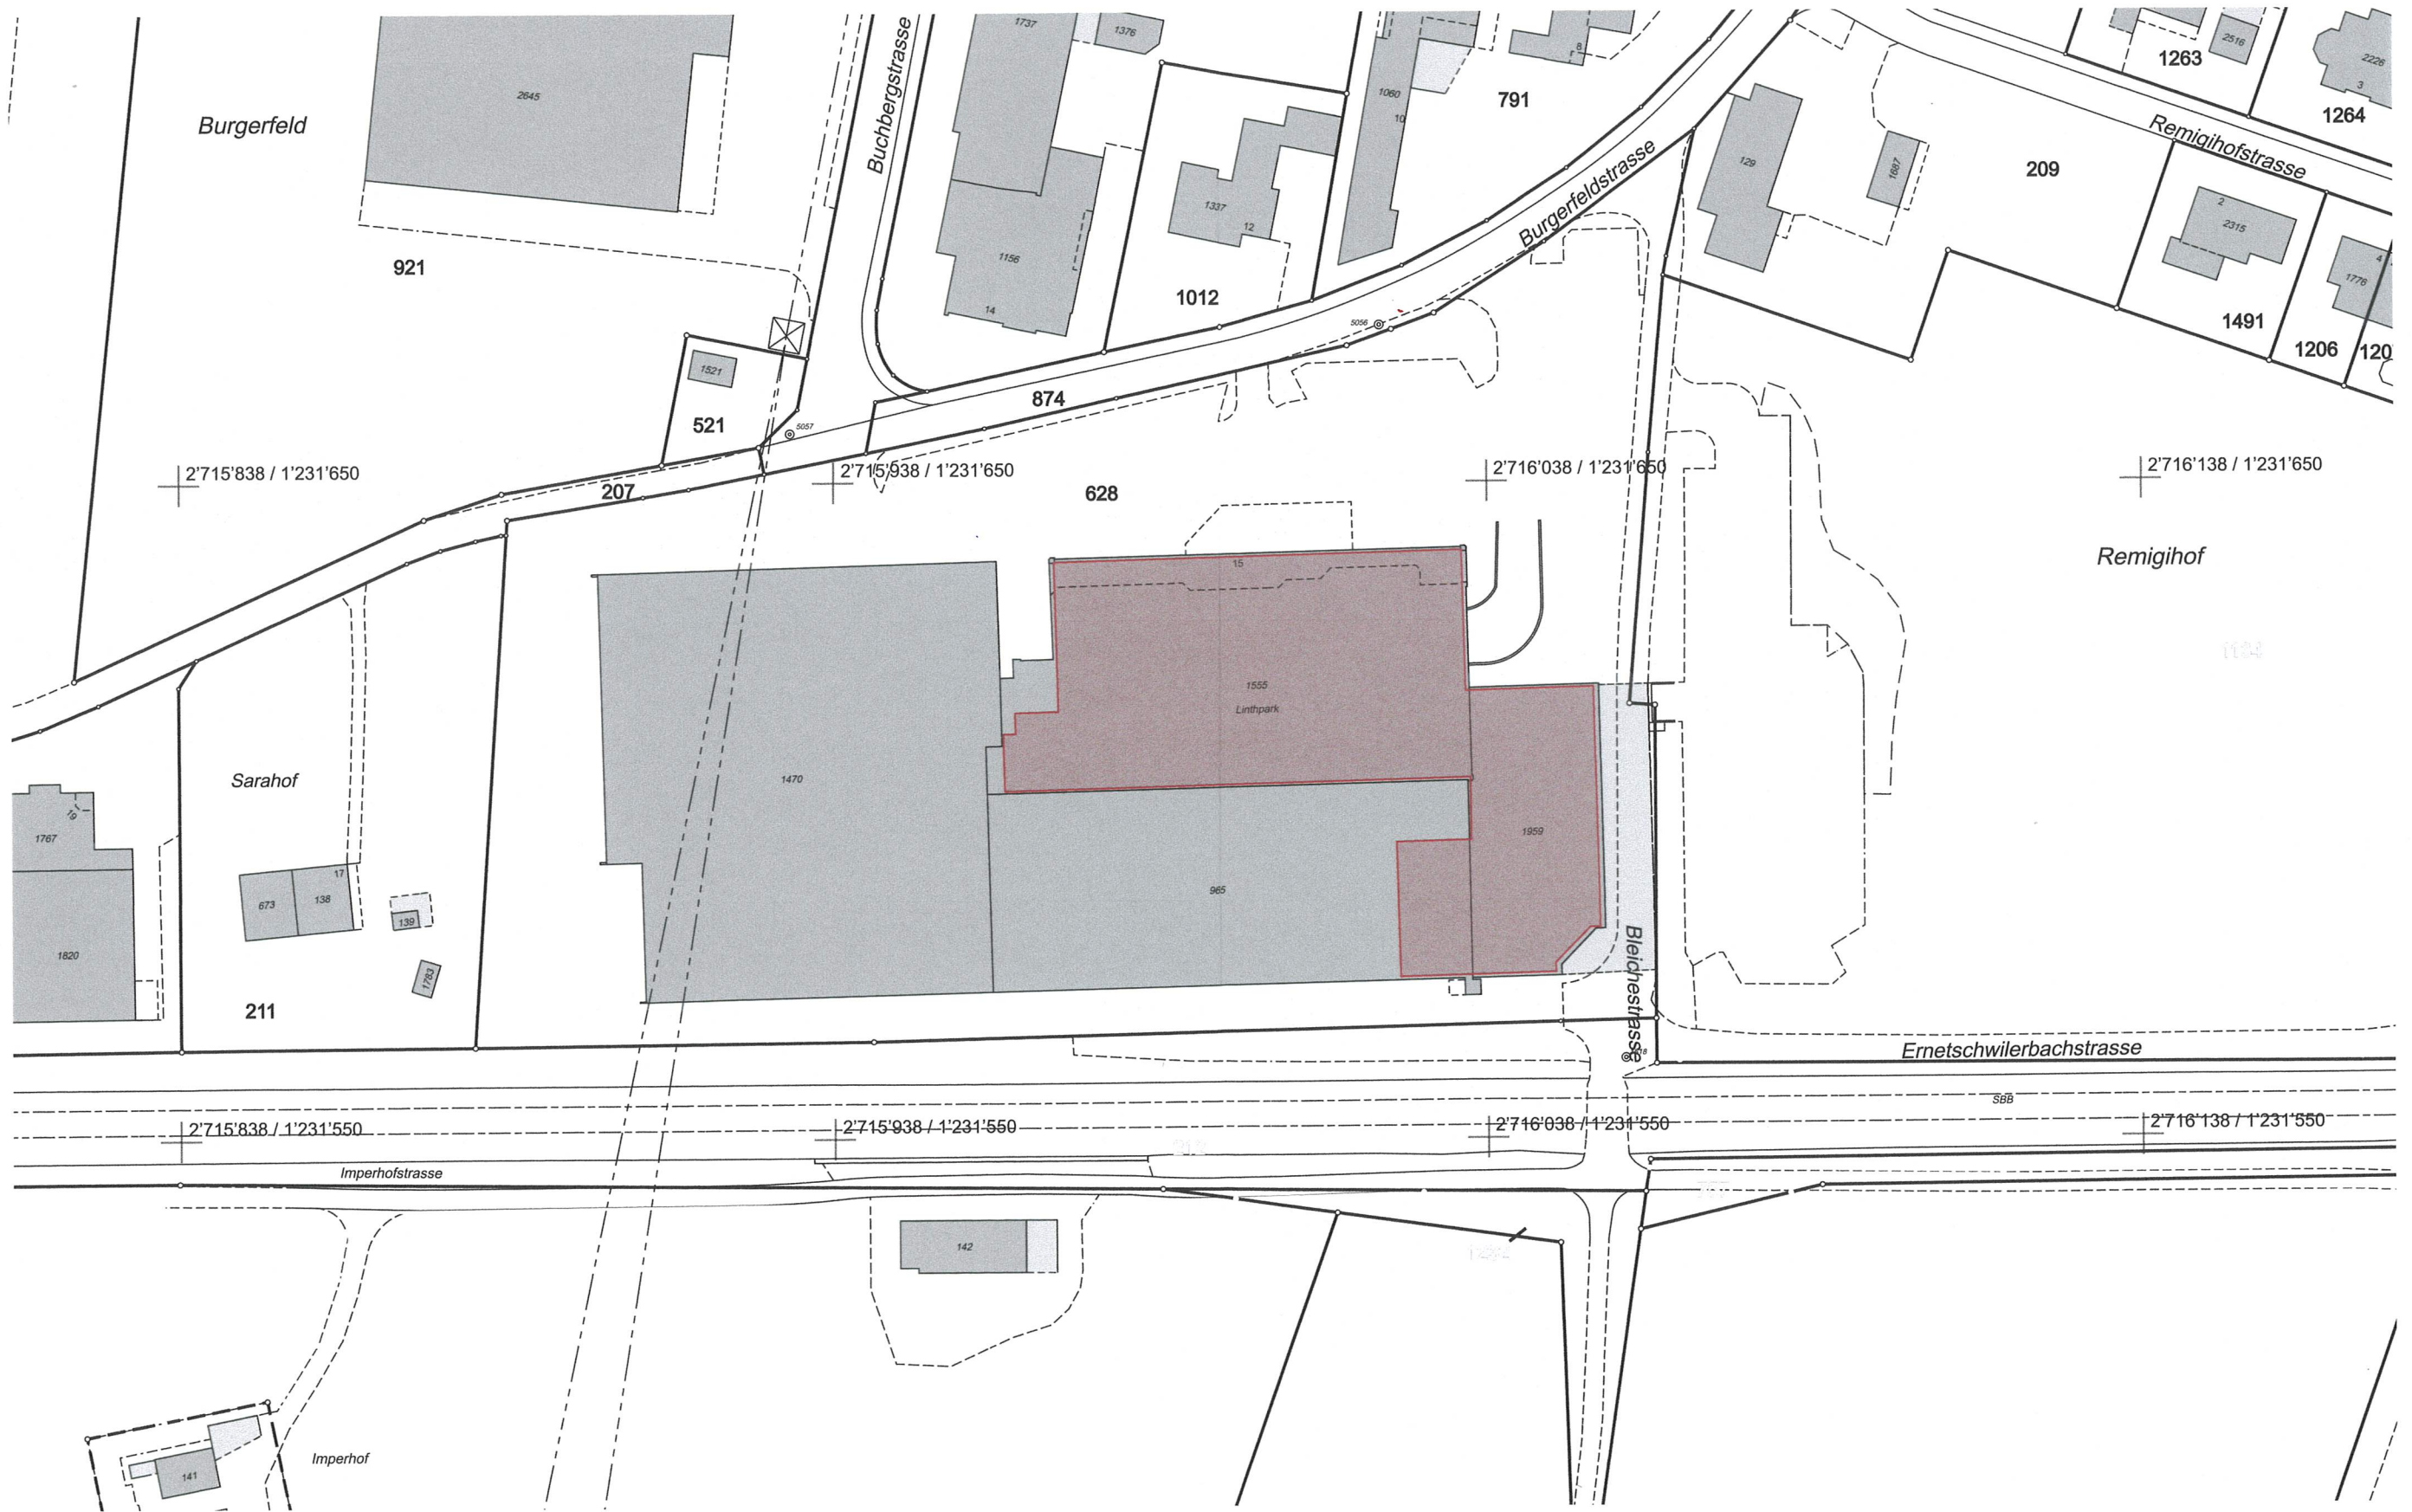 1737
1376
1263
2516
2226
3
1264
2645
Burgerfeld
Buchbergstrasse
1060
10
8
791
Remigihofstrasse
129
1687
209
1337
12
Burgerfeldstrasse
2
2315
4
1776
1156
14
921
1012
1491
1206
120
5056
1521
521
5057
874
2'715'838 / 1'231'650
2'715'938 / 1'231'650
2'716'038 / 1'231'650
2'716'138 / 1'231'650
207
628
Remigihof
15
1555
Linthpark
1470
Sarahof
19
1767
1959
965
17
673
138
139
1820
1783
211
Bleichestrasse
Ernetschwilerbachstrasse
SBB
2'715'838 / 1'231'550
2'715'938 / 1'231'550
2'716'038 / 1'231'550
2'716'138 / 1'231'550
Imperhofstrasse
142
Imperhof
141